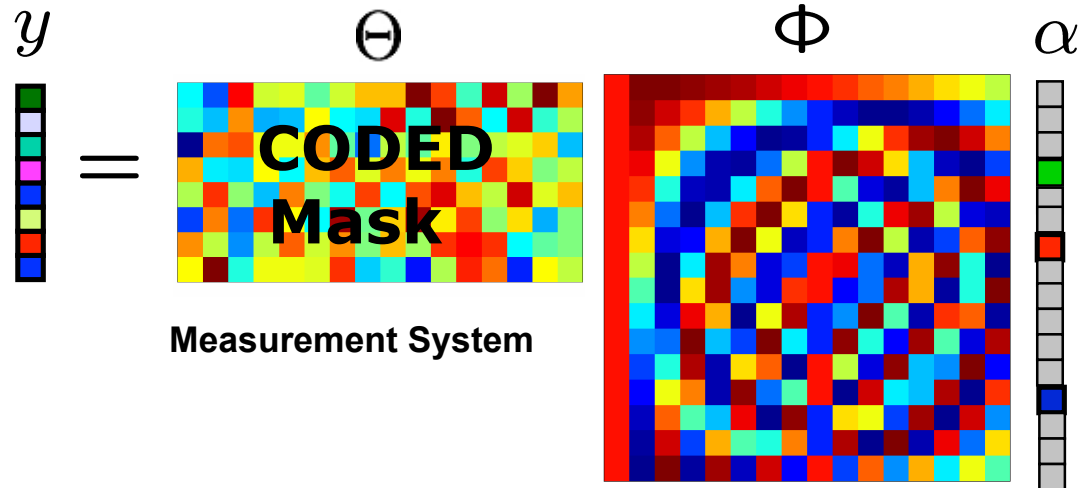 y = Θ Φ α
CODED
Mask
Measurement System